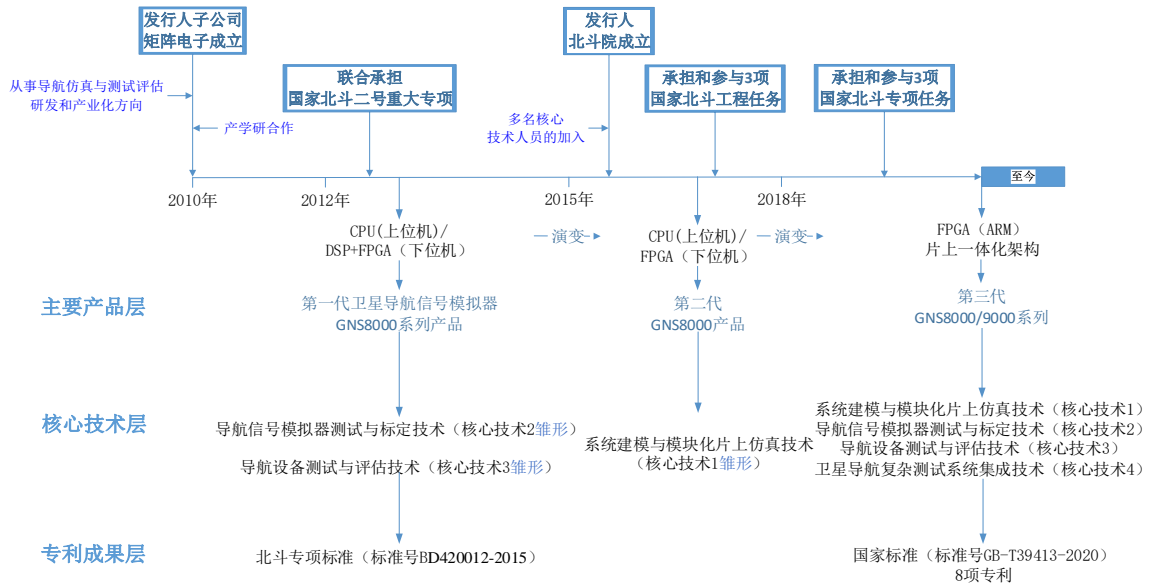 发行人子公司
矩阵电子成立
发行人
北斗院成立
从事导航仿真与测试评估
研发和产业化方向
联合承担
国家北斗二号重大专项
承担和参与3项
国家北斗工程任务
承担和参与3项
国家北斗专项任务
产学研合作
多名核心
技术人员的加入
至今
2010年
2012年
2015年
2018年
CPU(上位机)/
DSP+FPGA（下位机）
演变
CPU(上位机)/
FPGA（下位机）
演变
FPGA（ARM）
片上一体化架构
主要产品层
第一代卫星导航信号模拟器
GNS8000系列产品
第二代
GNS8000产品
第三代
GNS8000/9000系列
核心技术层
导航信号模拟器测试与标定技术（核心技术2雏形）
导航设备测试与评估技术（核心技术3雏形）
系统建模与模块化片上仿真技术
（核心技术1雏形）
系统建模与模块化片上仿真技术（核心技术1）
导航信号模拟器测试与标定技术（核心技术2）
导航设备测试与评估技术（核心技术3）
卫星导航复杂测试系统集成技术（核心技术4）
专利成果层
北斗专项标准（标准号BD420012-2015）
国家标准（标准号GB-T39413-2020）
8项专利